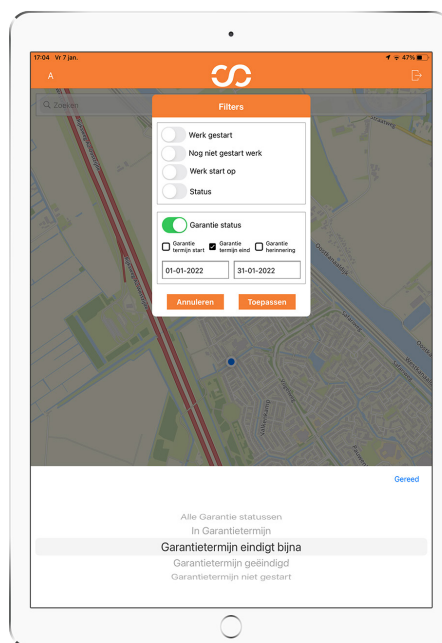 17:04 Vr 7 jan.
47%
A
Zoeken
Filters
Werk gestart
Nog niet gestart werk
Werk start op
Status
Garantie status
Garantie termijn start
Garantie termijn eind
Garantie herinnering
01-01-2022
31-01-2022
Annuleren
Toepassen
Gereed
Alle Garantie statussen
In Garantietermijn
Garantietermijn eindigt bijna
Garantietermijn geëindigd
Garantietermijn niet gestart